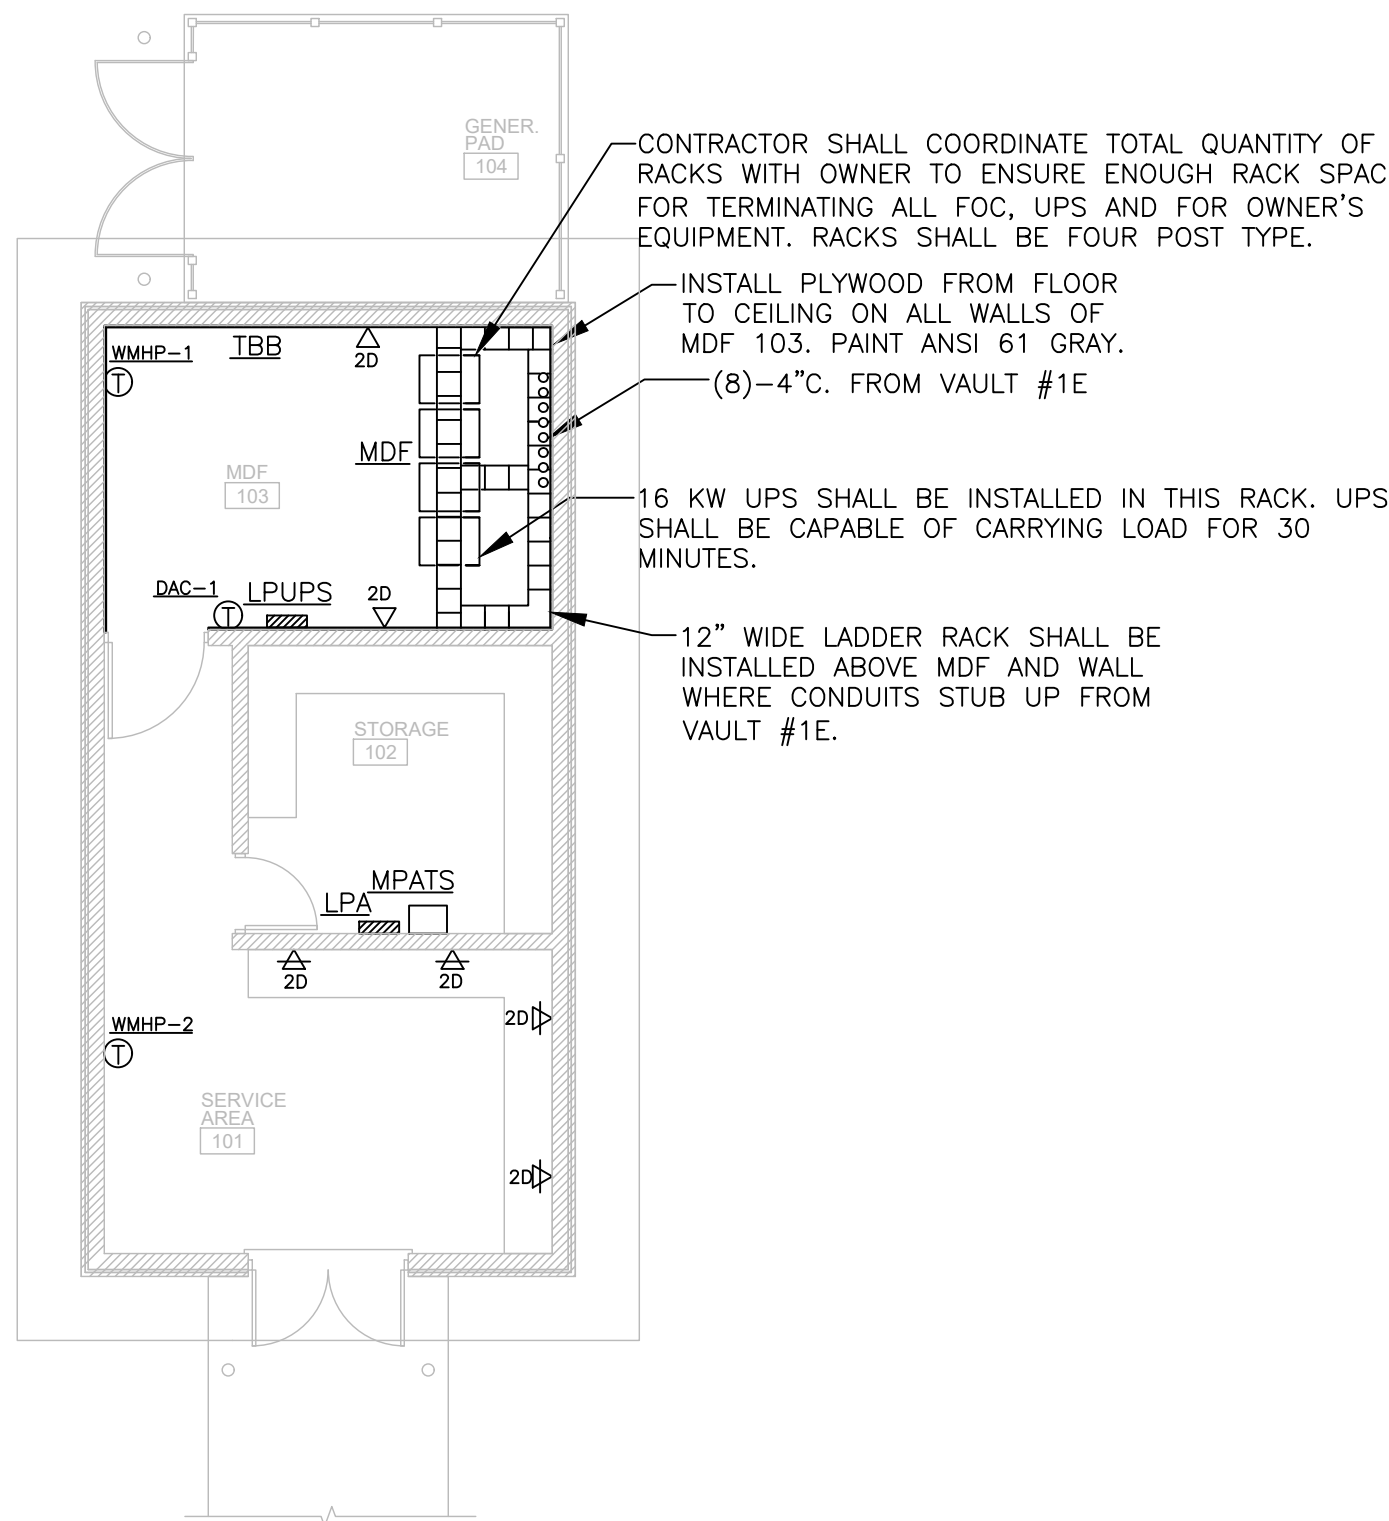 GENER.
PAD
104
CONTRACTOR SHALL COORDINATE TOTAL QUANTITY OF
RACKS WITH OWNER TO ENSURE ENOUGH RACK SPAC
FOR TERMINATING ALL FOC, UPS AND FOR OWNER'S
EQUIPMENT. RACKS SHALL BE FOUR POST TYPE.
INSTALL PLYWOOD FROM FLOOR
TO CEILING ON ALL WALLS OF
MDF 103. PAINT ANSI 61 GRAY.
(8)-4"C. FROM VAULT #1E
16 KW UPS SHALL BE INSTALLED IN THIS RACK. UPS
SHALL BE CAPABLE OF CARRYING LOAD FOR 30
MINUTES.
12" WIDE LADDER RACK SHALL BE
INSTALLED ABOVE MDF AND WALL
WHERE CONDUITS STUB UP FROM
VAULT #1E.
WMHP-1
T
TBB
2D
MDF
MDF
103
DAC-1
T
LPUPS
2D
STORAGE
102
MPATS
LPA
2D
2D
2D
WMHP-2
T
SERVICE
AREA
101
2D